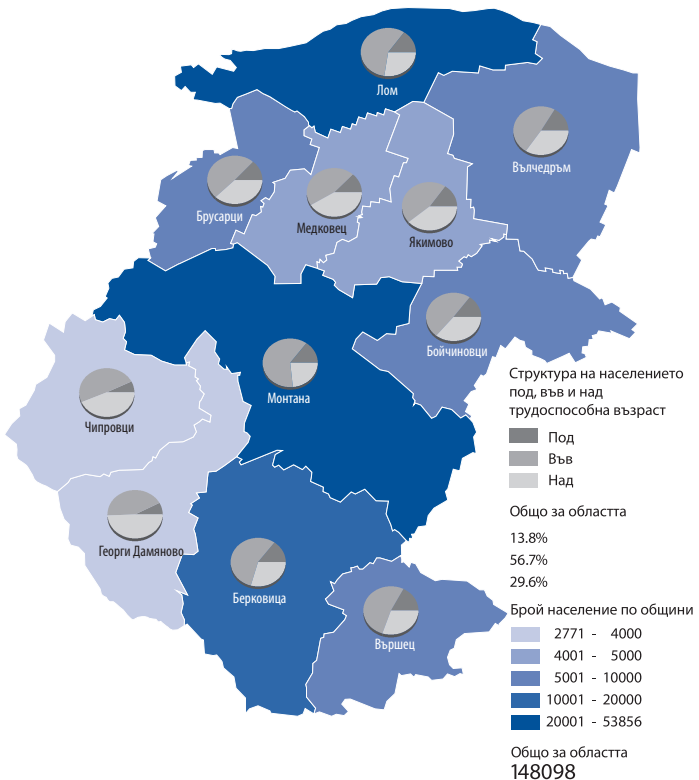 Лом
Вълчедръм
Брусарци
Медковец
Якимово
Бойчиновци
Монтана
Чипровци
Георги Дамяново
Берковица
Вършец
Структура на населението
под, във и над
трудоспособна възраст
Под
Във
Над
Общо за областта
13.8%
56.7%
29.6%
Брой население по общини
2771 - 4000
4001 - 5000
5001 - 10000
10001 - 20000
20001 - 53856
Общо за областта
148098